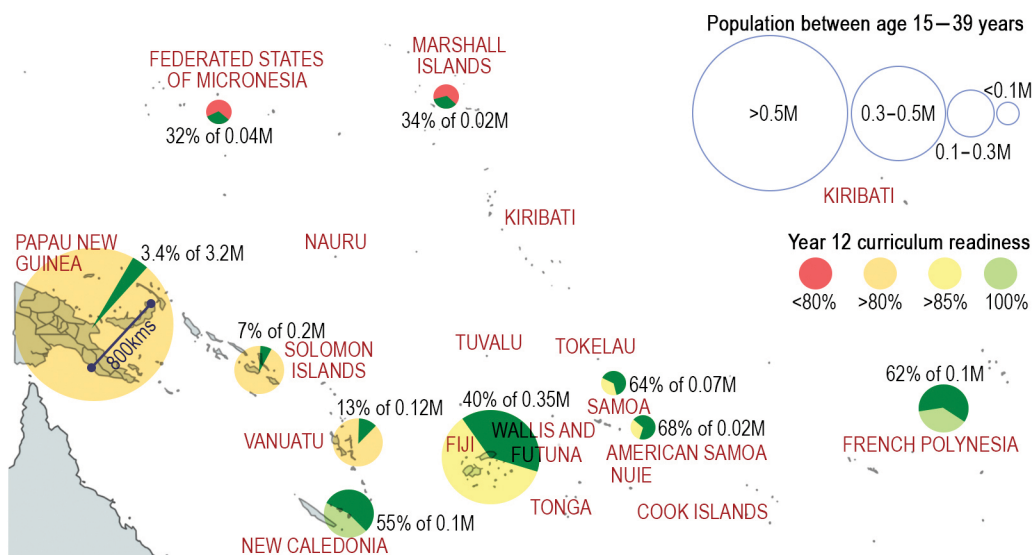 Population between age 15–39 years
<0.1M
>0.5M
0.3–0.5M
0.1–0.3M
FEDERATED STATES
OF MICRONESIA
32% of 0.04M
MARSHALL
ISLANDS
34% of 0.02M
KIRIBATI
KIRIBATI
NAURU
PAPAU NEW
GUINEA
3.4% of 3.2M
800kms
Year 12 curriculum readiness
<80%
>80%
>85%
100%
7% of 0.2M
SOLOMON
ISLANDS
TUVALU
TOKELAU
64% of 0.07M
SAMOA
62% of 0.1M
FRENCH POLYNESIA
13% of 0.12M
VANUATU
40% of 0.35M
FIJI
WALLIS AND
FUTUNA
68% of 0.02M
AMERICAN SAMOA
NUIE
TONGA
COOK ISLANDS
55% of 0.1M
NEW CALEDONIA